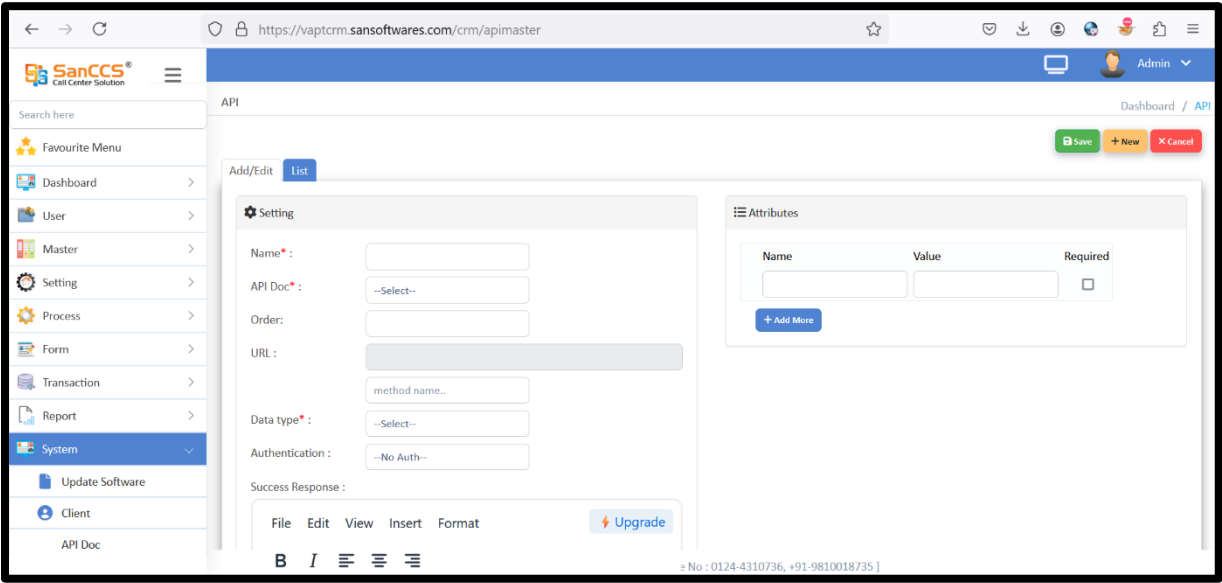 https://vaptcrm.sansoftwares.com/crm/apimaster
SanCCS®
Call Center Solution
Admin
Search here
API
Dashboard / API
Favourite Menu
Save
+ New
× Cancel
Add/Edit
List
Dashboard
User
Master
Setting
Process
Form
Transaction
Report
System
Update Software
Client
API Doc
Setting
Name* :
API Doc* :
--Select--
Order:
URL :
method name..
Data type* :
--Select--
Authentication :
--No Auth--
Success Response :
File Edit View Insert Format
Upgrade
B I
Attributes
Name Value Required
+ Add More
e No : 0124-4310736, +91-9810018735 ]